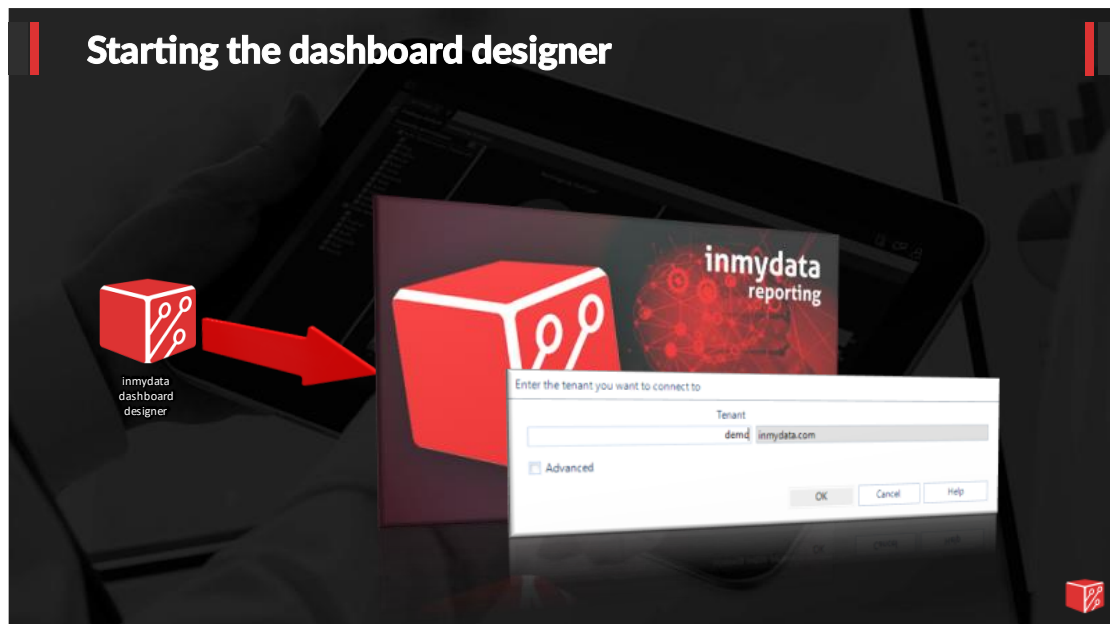 Starting the dashboard designer
inmydata
reporting
inmydata
dashboard
designer
Enter the tenant you want to connect to
Tenant
demo
inmydata.com
Advanced
OK
Cancel
Help